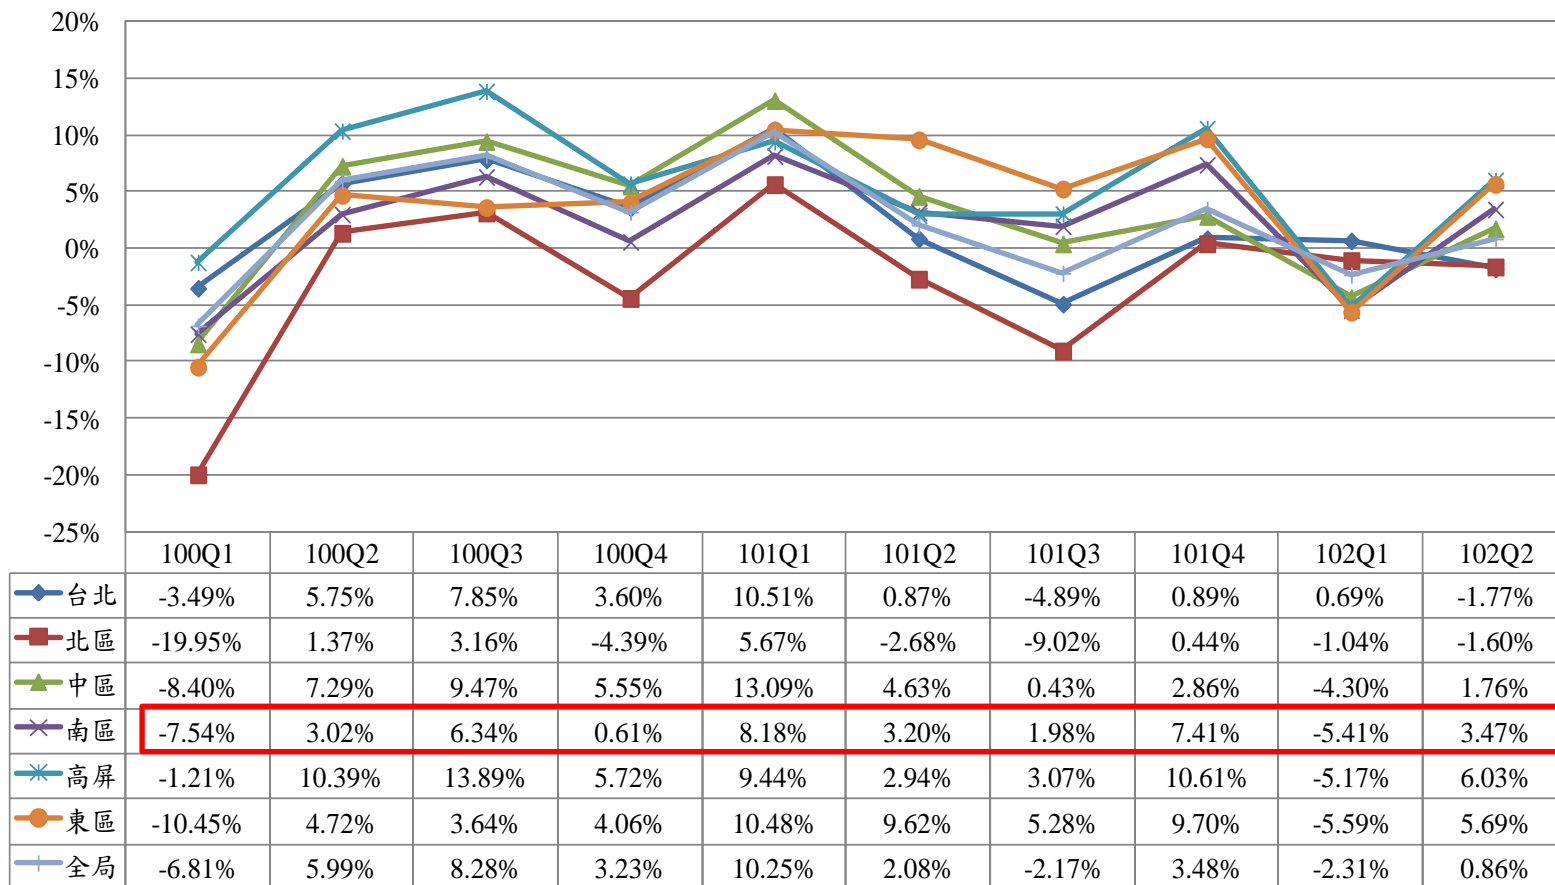 20%
15%
10%
5%
0%
-5%
-10%
-15%
-20%
-25%
100Q1 100Q2 100Q3 100Q4 101Q1 101Q2 101Q3 101Q4 102Q1 102Q2
台北 -3.49% 5.75% 7.85% 3.60% 10.51% 0.87% -4.89% 0.89% 0.69% -1.77%
北區 -19.95% 1.37% 3.16% -4.39% 5.67% -2.68% -9.02% 0.44% -1.04% -1.60%
中區 -8.40% 7.29% 9.47% 5.55% 13.09% 4.63% 0.43% 2.86% -4.30% 1.76%
南區 -7.54% 3.02% 6.34% 0.61% 8.18% 3.20% 1.98% 7.41% -5.41% 3.47%
高屏 -1.21% 10.39% 13.89% 5.72% 9.44% 2.94% 3.07% 10.61% -5.17% 6.03%
東區 -10.45% 4.72% 3.64% 4.06% 10.48% 9.62% 5.28% 9.70% -5.59% 5.69%
全局 -6.81% 5.99% 8.28% 3.23% 10.25% 2.08% -2.17% 3.48% -2.31% 0.86%